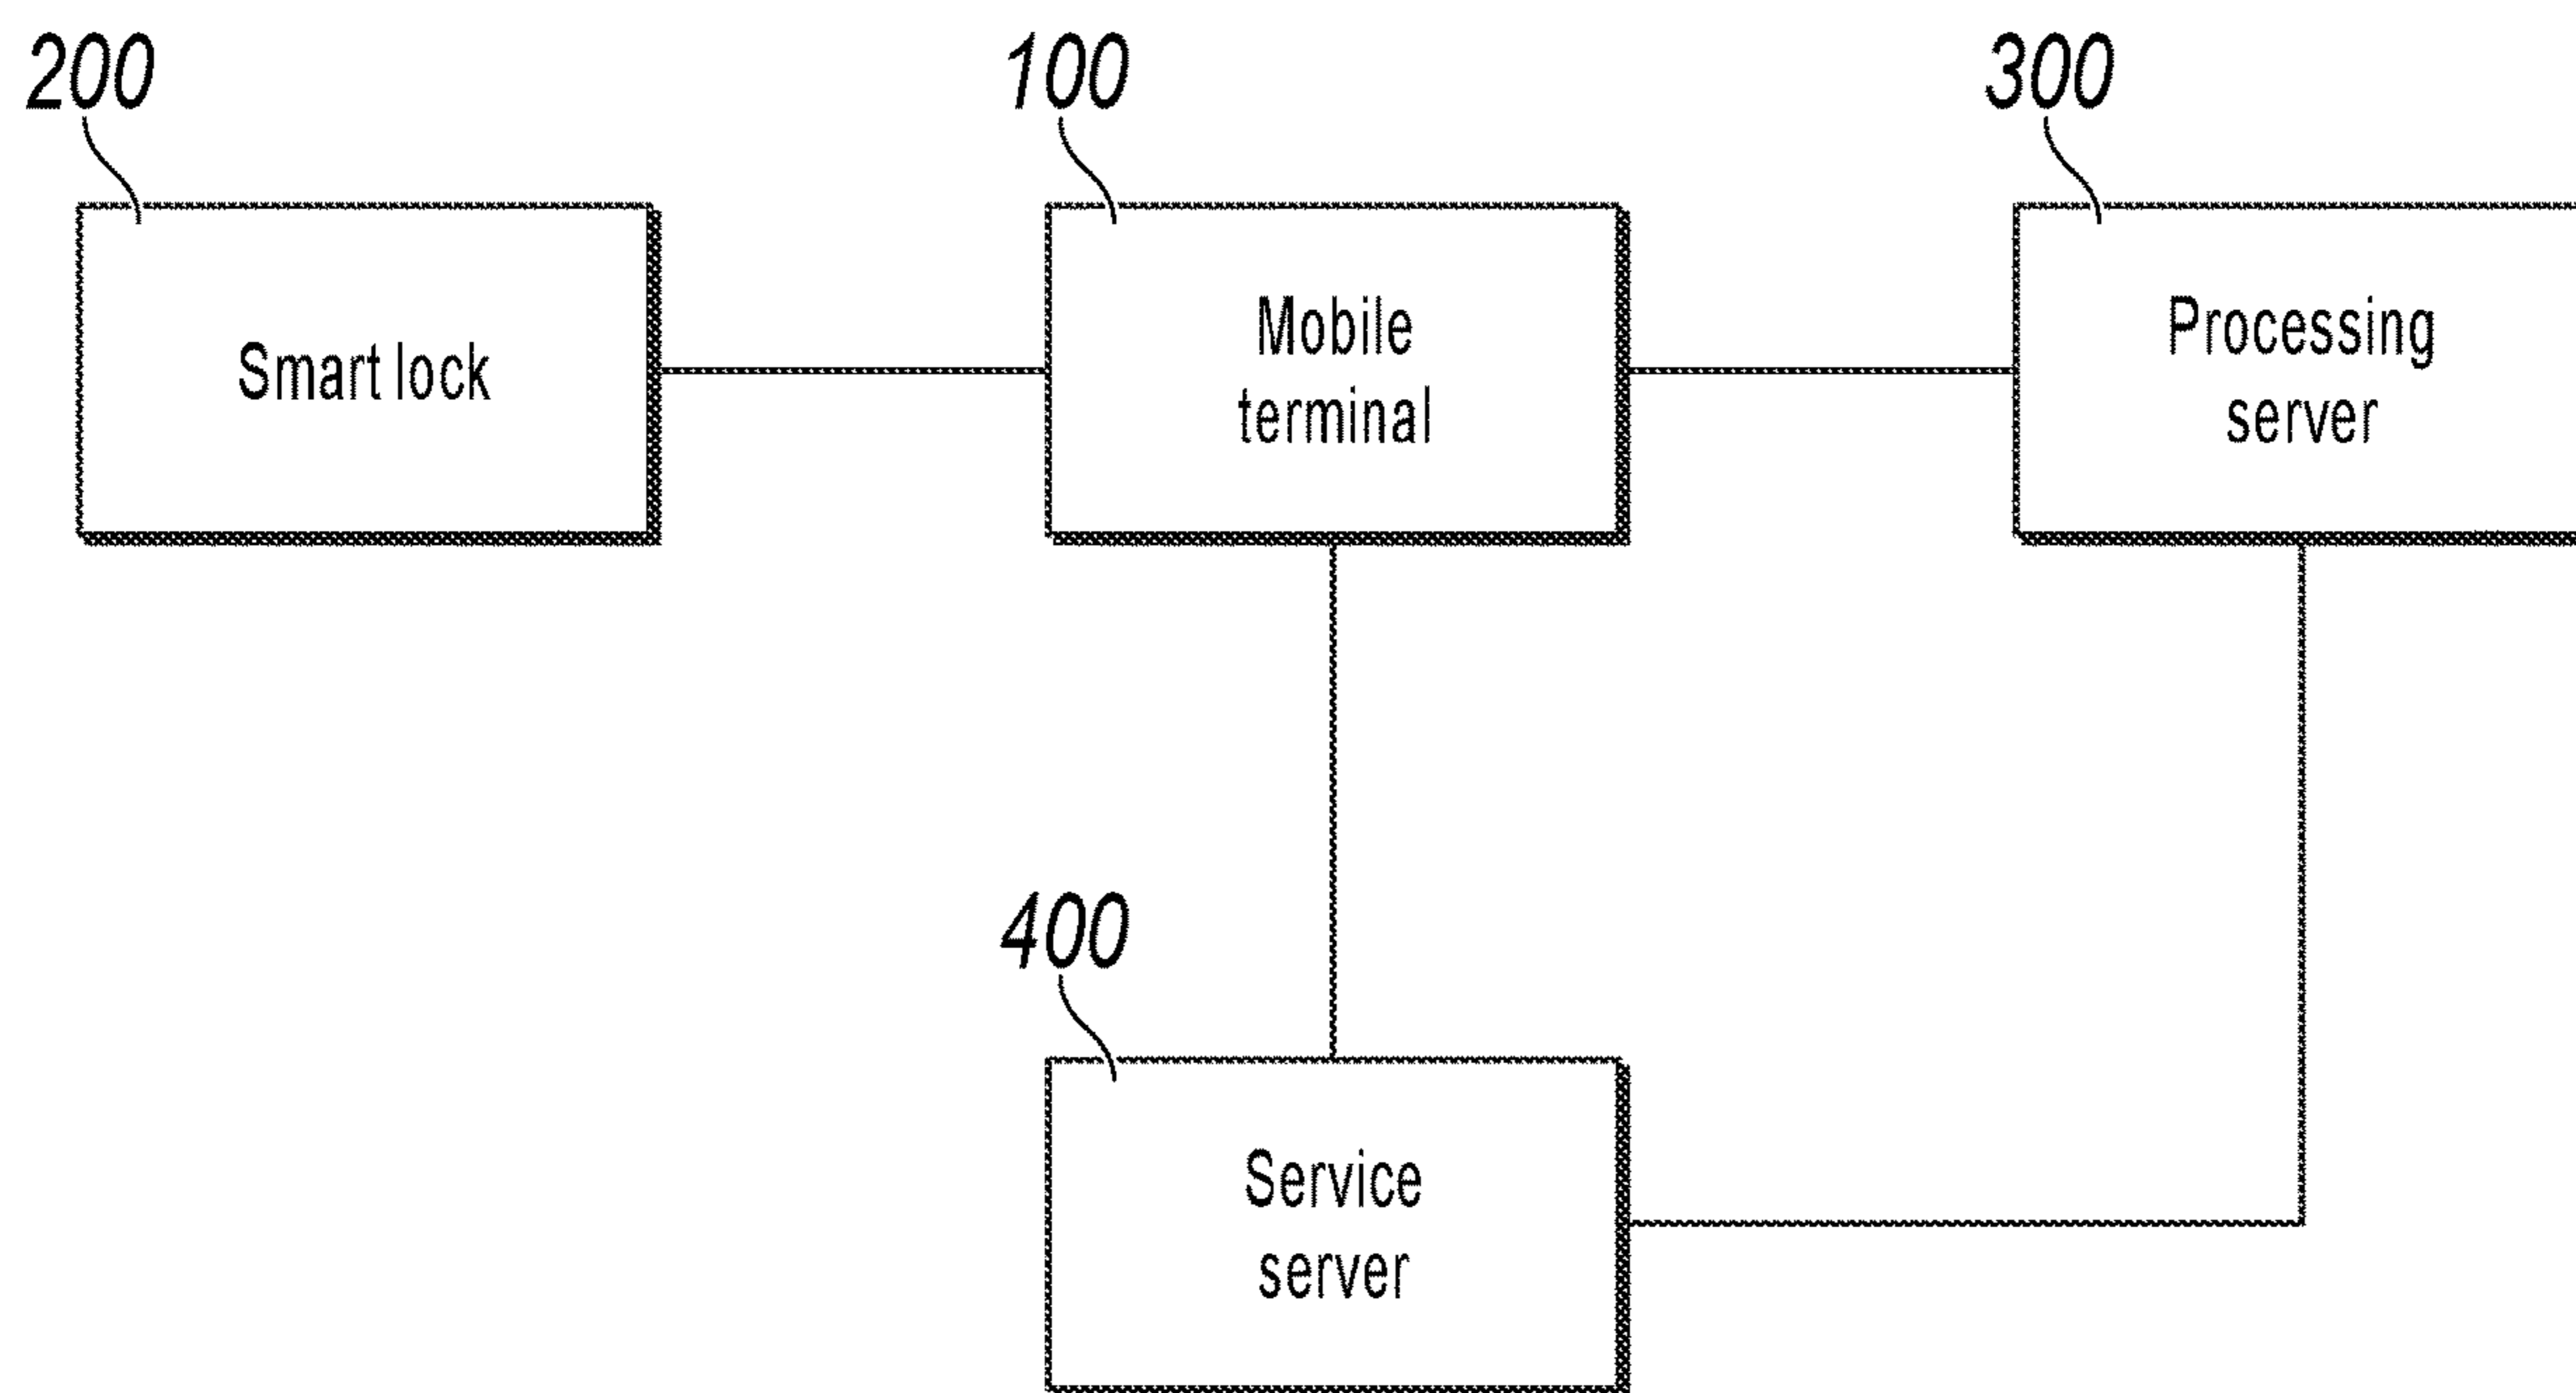 200
100
300
Smart lock
Mobile
terminal
Processing
server
400
Service
server